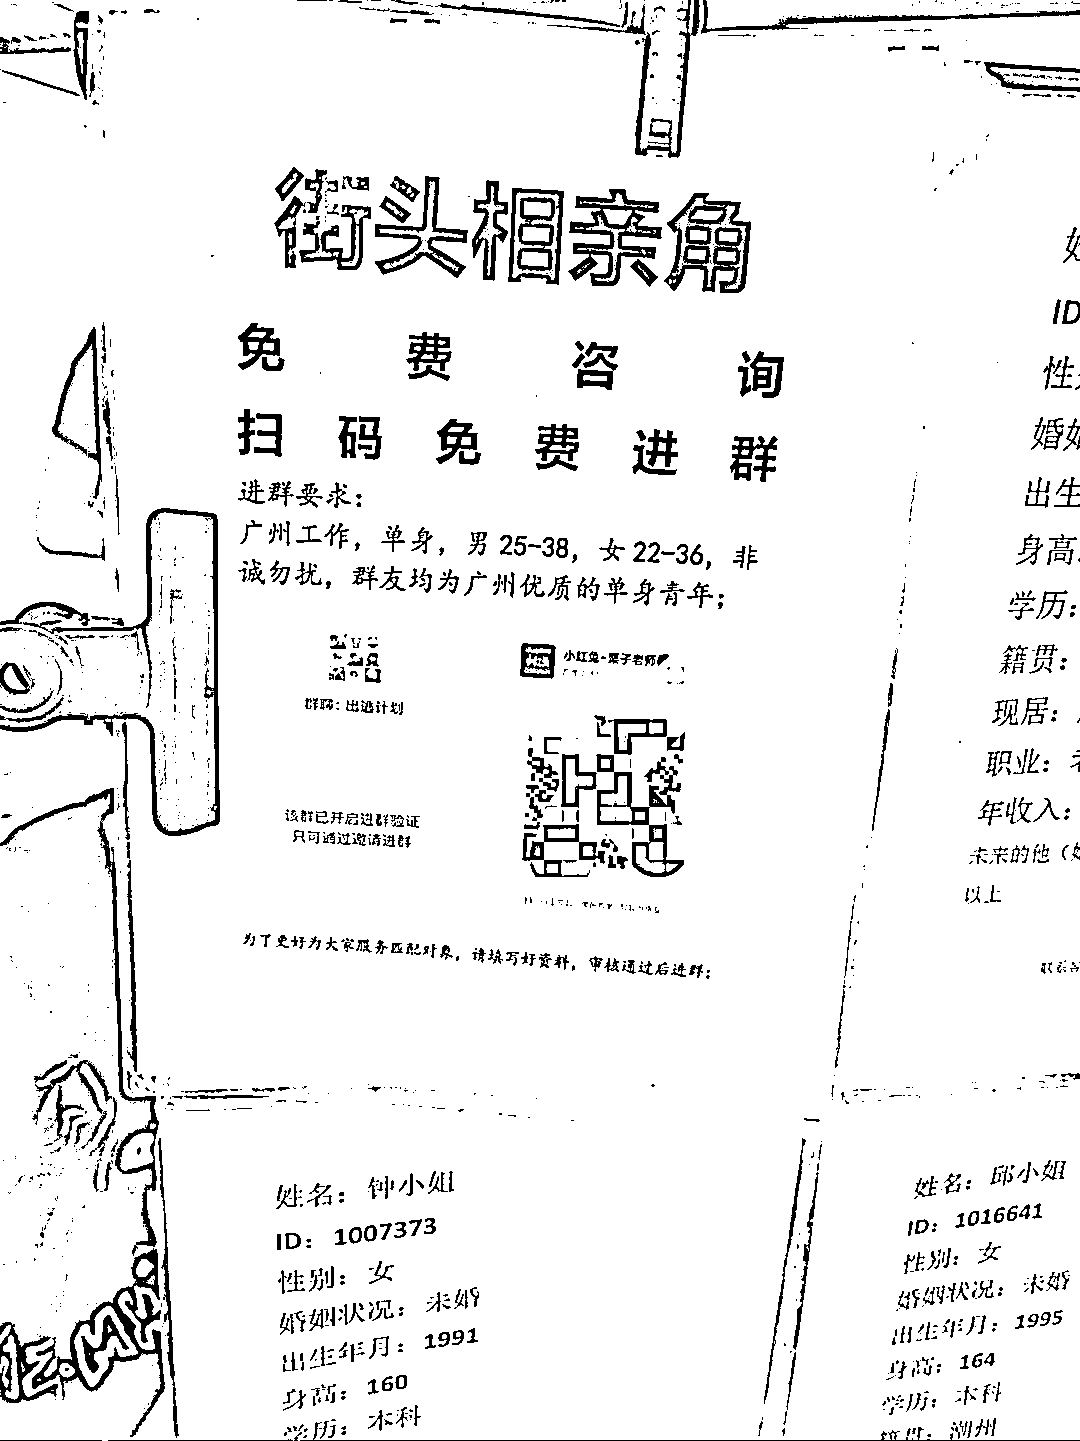 街头相亲角
免费咨询
扫码免费进群
进群要求：
广州工作，单身，男25-38，女22-36，非
诚勿扰，群友均为广州优质的单身青年；
群聊：出逃计划
小红兔-栗子老师
该群已开启进群验证
只可通过邀请进群
为了更好为大家服务匹配对象，请填写好资料，审核通过后进群；
ID
婚
出生
身高
学历：
籍贯：
现居：
职业：
年收入：
未来的他（
以上
姓名：钟小姐
ID：1007373
性别：女
婚姻状况：未婚
出生年月：1991
身高：160
学历：本科
姓名：邱小姐
ID：1016641
性别：女
婚姻状况：未婚
出生年月：1995
身高：164
学历：本科
籍贯：潮州